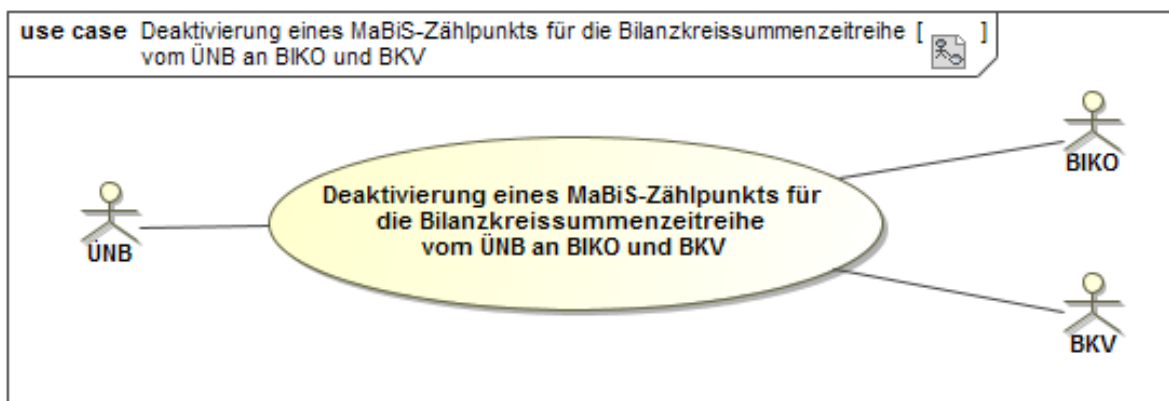 use case Deaktivierung eines MaBiS-Zählpunkts für die Bilanzkreissummenzeitreihe [ ]
vom ÜNB an BIKO und BKV
BIKO
Deaktivierung eines MaBiS-Zählpunkts für
die Bilanzkreissummenzeitreihe
vom ÜNB an BIKO und BKV
ÜNB
BKV